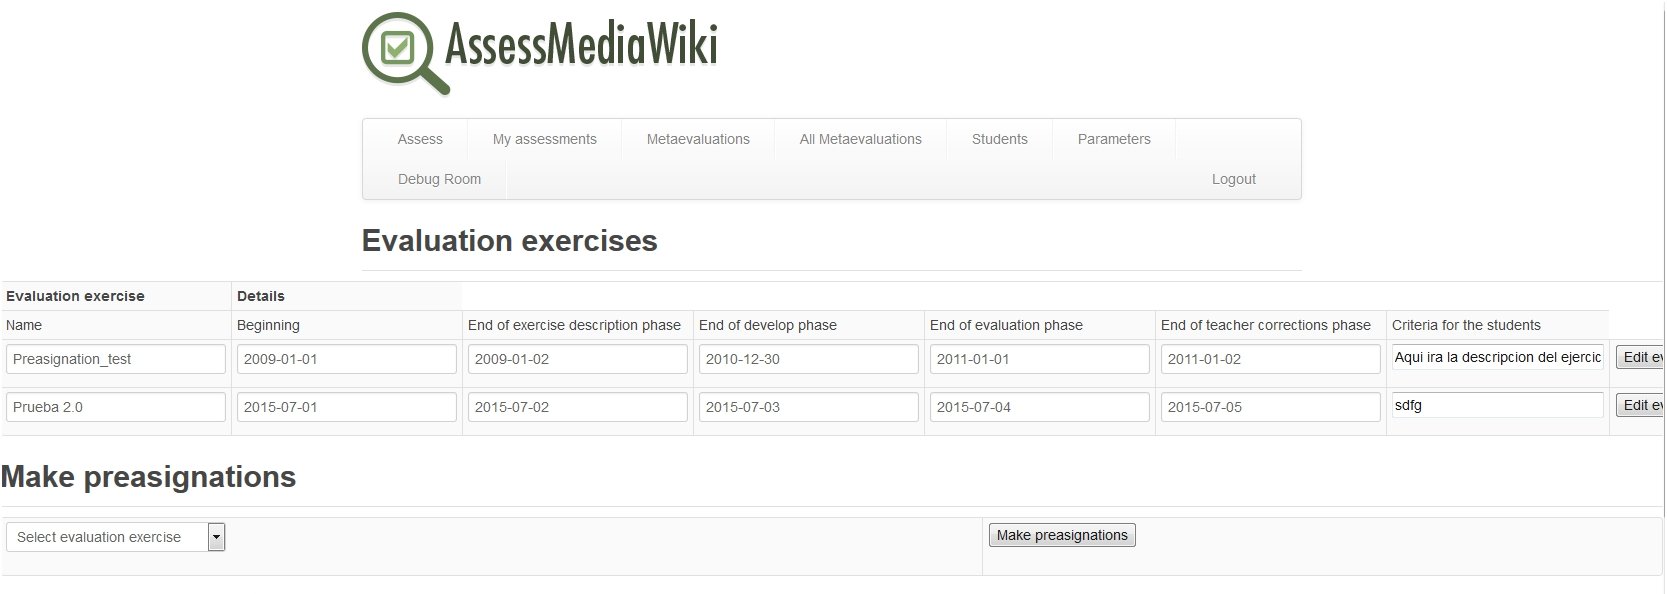 AssessMediaWiki
Assess My assessments Metaevaluations All Metaevaluations Students Parameters
Debug Room Logout
Evaluation exercises
Evaluation exercise Details
Name Beginning End of exercise description phase End of develop phase End of evaluation phase End of teacher corrections phase Criteria for the students
Preasignation_test 2009-01-01 2009-01-02 2010-12-30 2011-01-01 2011-01-02 Aqui ira la descripcion del ejercic Edit ev
Prueba 2.0 2015-07-01 2015-07-02 2015-07-03 2015-07-04 2015-07-05 sdfg Edit ev
Make preasignations
Select evaluation exercise Make preasignations